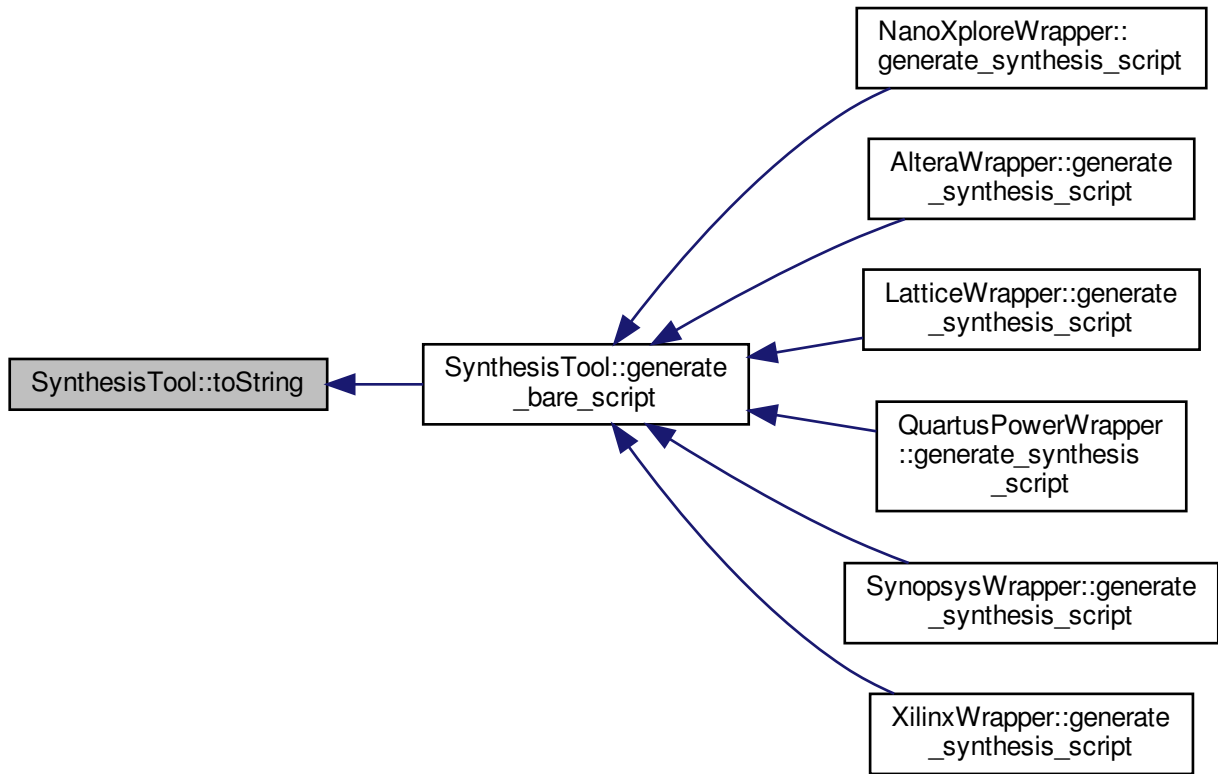 NanoXploreWrapper::
generate_synthesis_script
AlteraWrapper::generate
_synthesis_script
LatticeWrapper::generate
_synthesis_script
SynthesisTool::toString
SynthesisTool::generate
_bare_script
QuartusPowerWrapper
::generate_synthesis
_script
SynopsysWrapper::generate
_synthesis_script
XilinxWrapper::generate
_synthesis_script